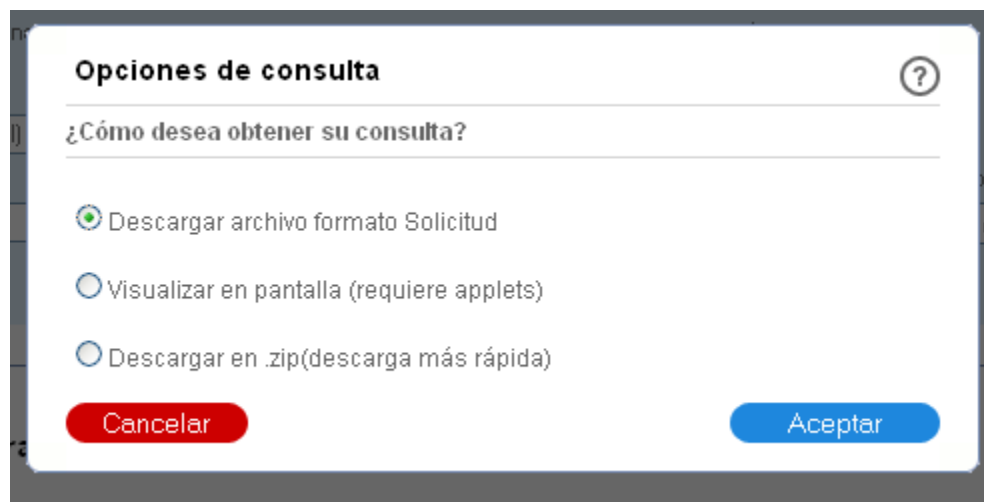 Opciones de consulta
¿Cómo desea obtener su consulta?
Descargar archivo formato Solicitud
Visualizar en pantalla (requiere applets)
Descargar en .zip(descarga más rápida)
Cancelar
Aceptar